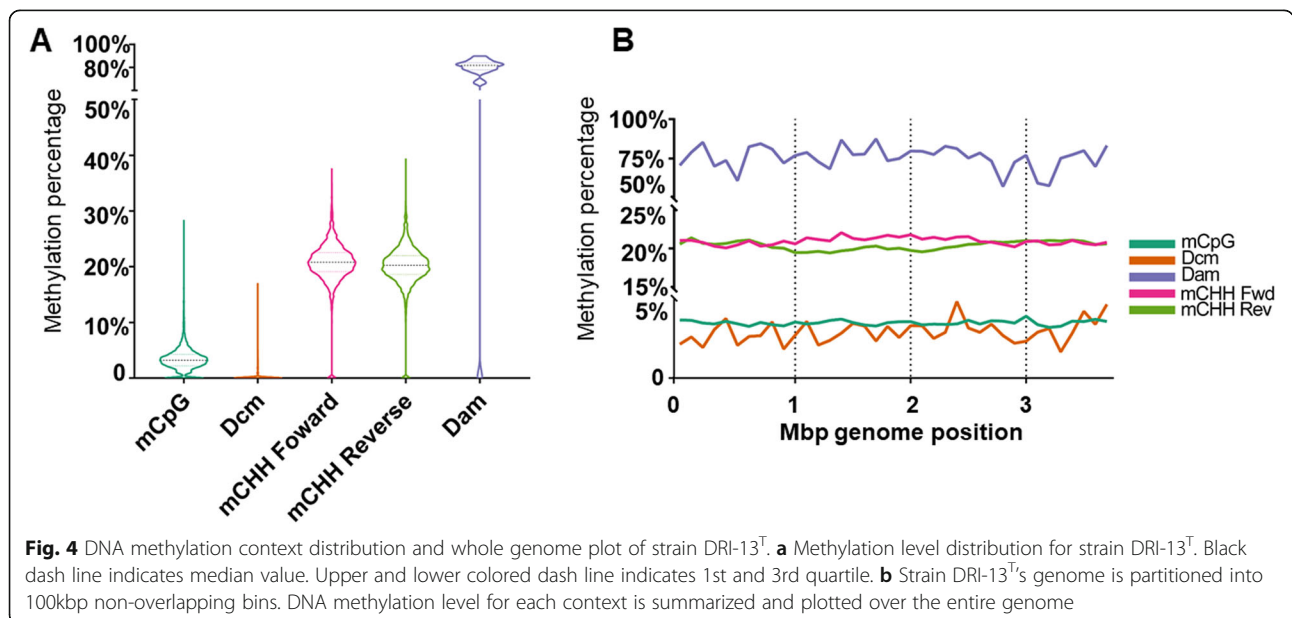 A
Methylation percentage
100%
80%
50%
40%
30%
20%
10%
0
mCpG
Dcm
mCHH Foward
mCHH Reverse
Dam
B
Methylation percentage
100%
75%
50%
25%
20%
15%
5%
0
0
1
2
3
Mbp genome position
mCpG
Dcm
Dam
mCHH Fwd
mCHH Rev
Fig. 4 DNA methylation context distribution and whole genome plot of strain DRI-13ᵀ. a Methylation level distribution for strain DRI-13ᵀ. Black
dash line indicates median value. Upper and lower colored dash line indicates 1st and 3rd quartile. b Strain DRI-13ᵀ's genome is partitioned into
100kbp non-overlapping bins. DNA methylation level for each context is summarized and plotted over the entire genome